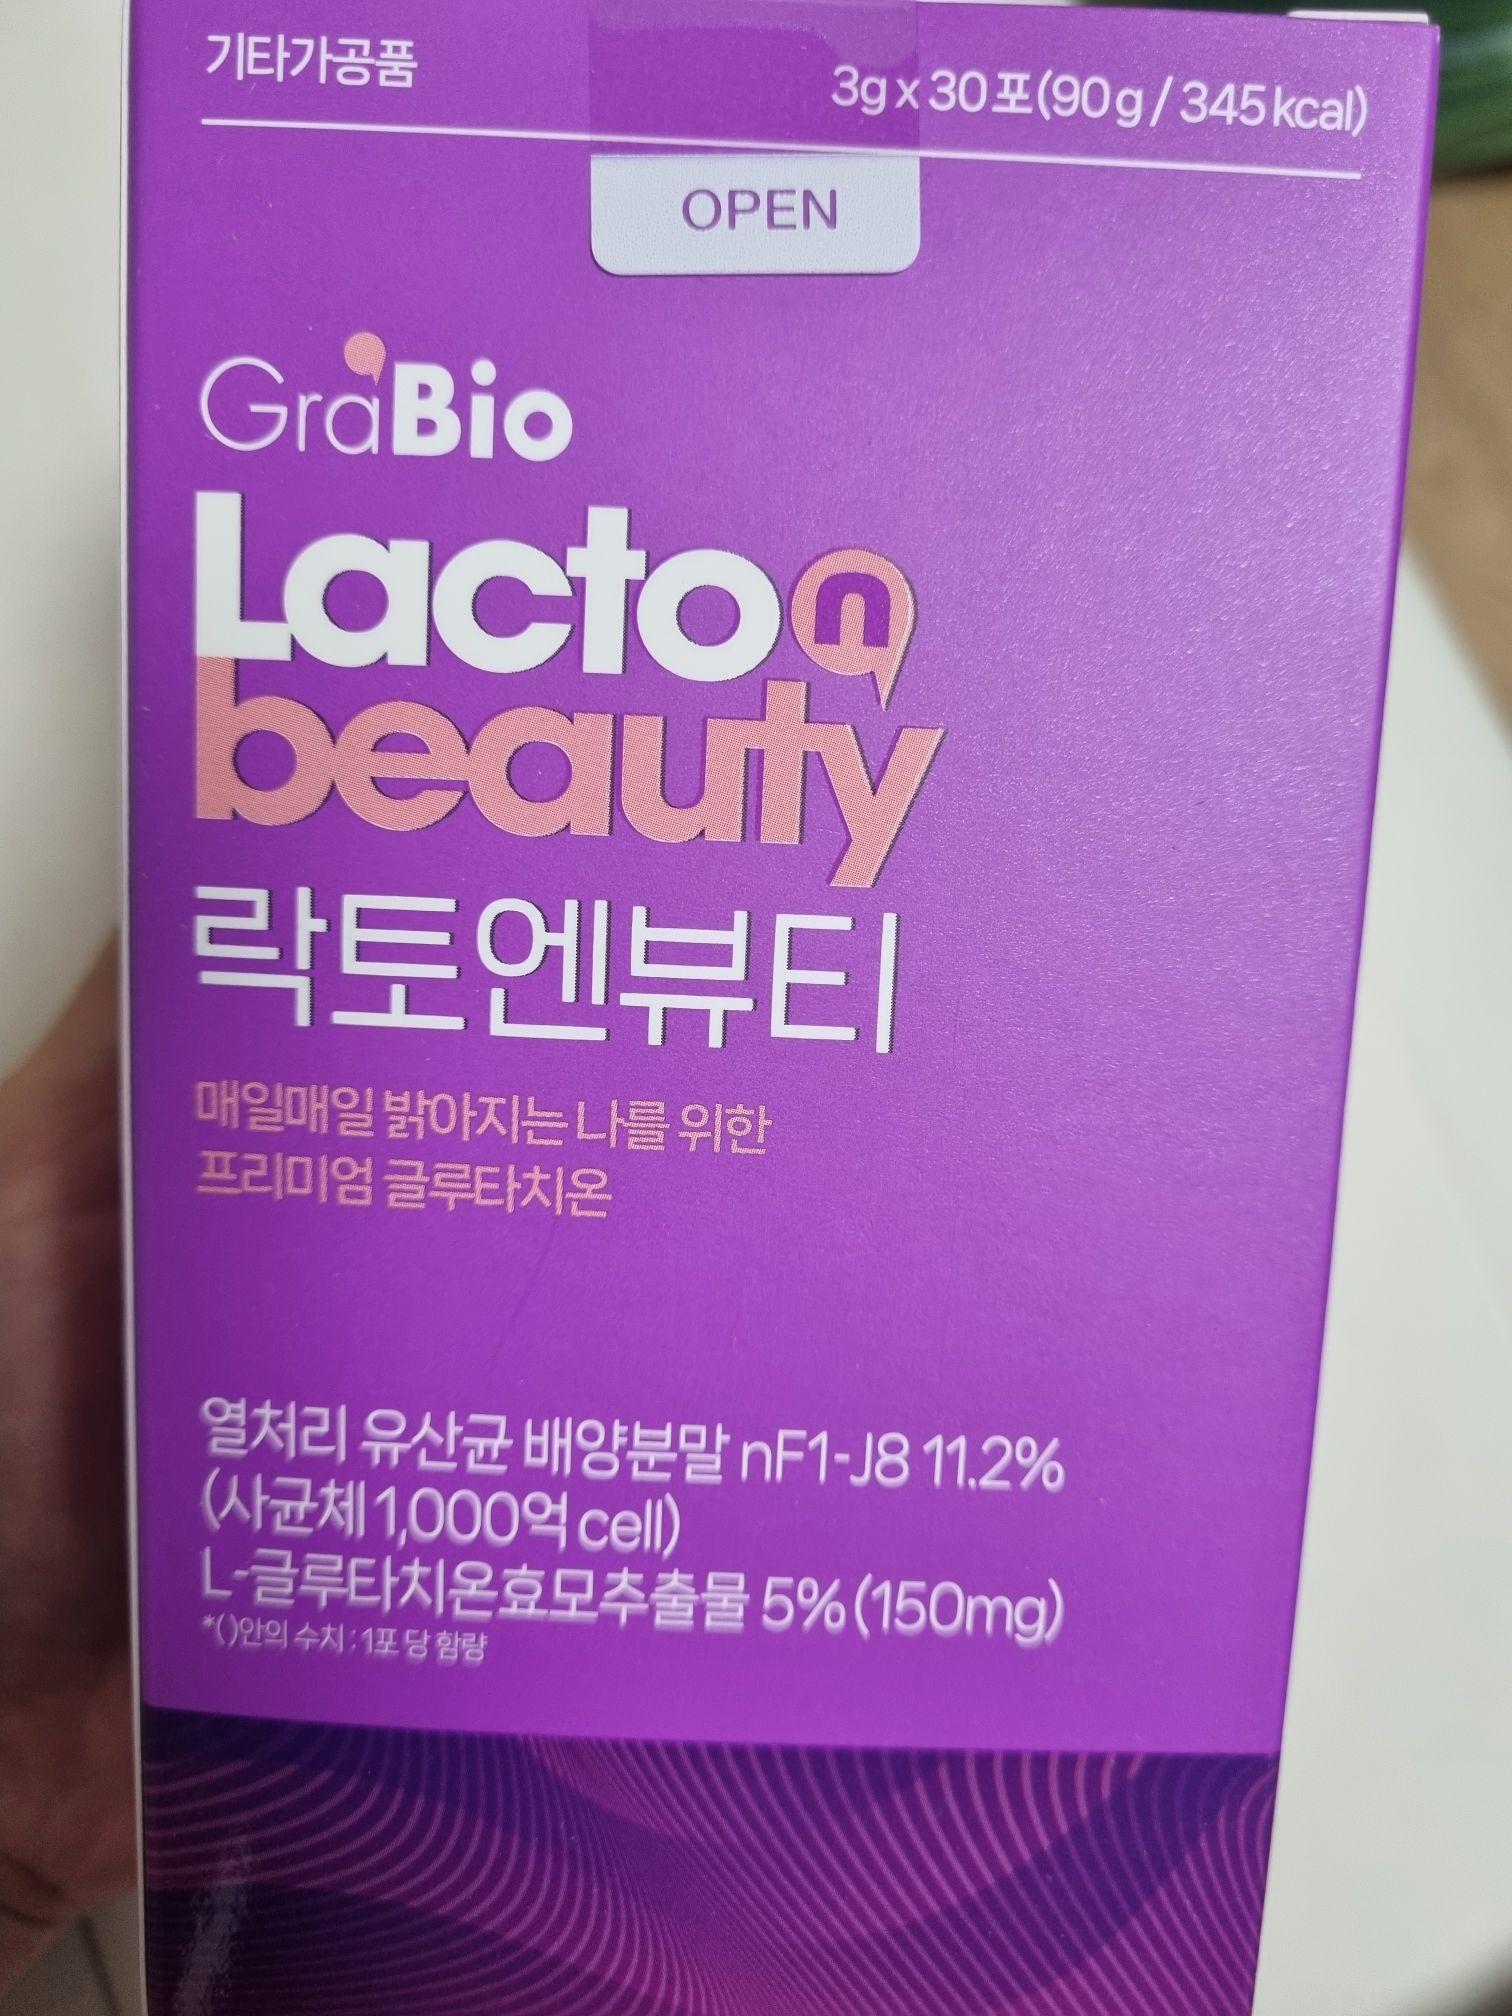 기타가공품
3g x 30포(90g / 345kcal)
OPEN
GraBio
Lacto n
beauty
락토엔뷰티
매일매일 밝아지는 나를 위한
프리미엄 글루타치온
열처리 유산균 배양분말 nF1-J8 11.2%
(사균체 1,000억 cell)
L-글루타치온효모추출물 5% (150mg)
*( )안의 수치 : 1포 당 함량